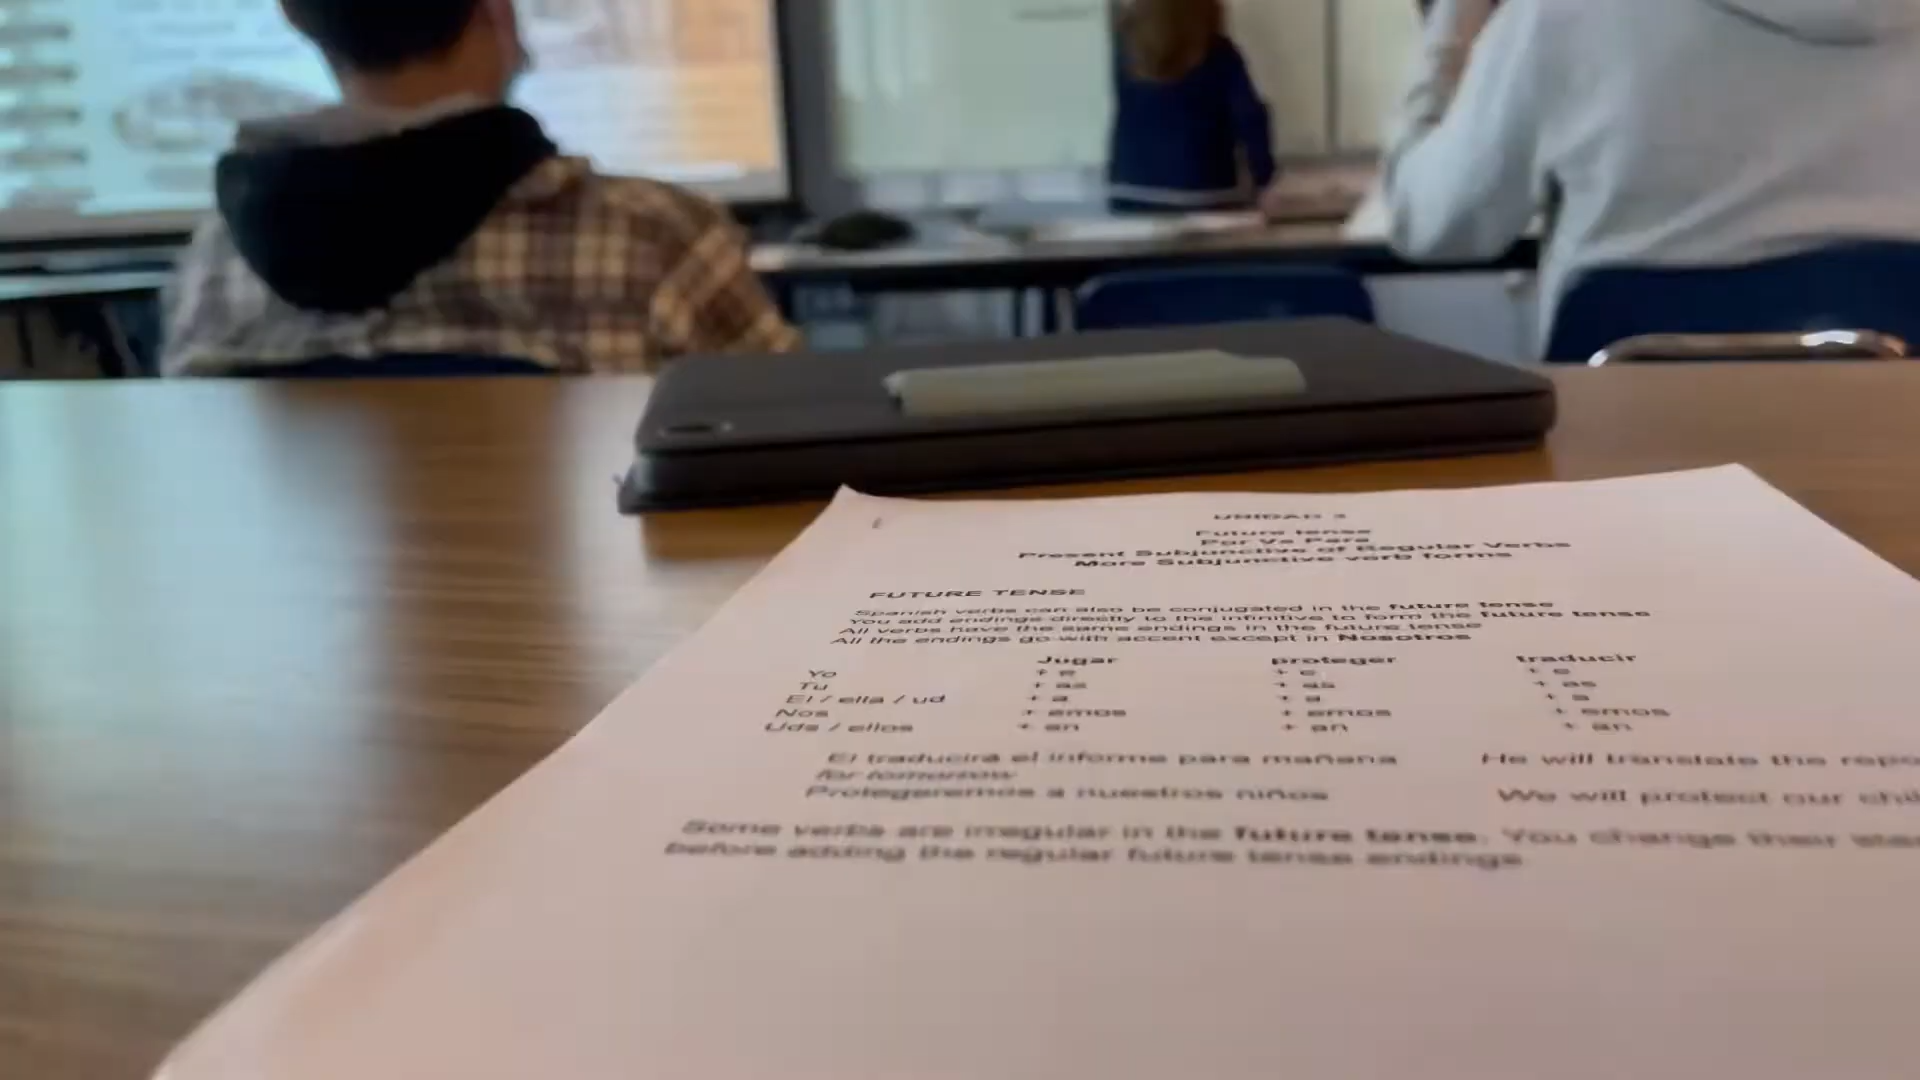 UNIDAD 3
Future tense
Por Vs Para
Present Subjunctive of Regular Verbs
More Subjunctive verb forms
FUTURE TENSE
Spanish verbs can also be conjugated in the future tense
You add endings directly to the infinitive to form the future tense
All verbs have the same endings in the future tense
All the endings go with accent except in Nosotros
Jugar proteger traducir
Yo + e + e + e
Tu + as + as + as
El / ella / ud + a + a + a
Nos + emos + emos + emos
Uds / ellos + an + an + an
El traducirá el informe para mañana He will translate the repo
for tomorrow
Protegeremos a nuestros niños We will protect our chil
Some verbs are irregular in the future tense. You change their ste
before adding the regular future tense endings